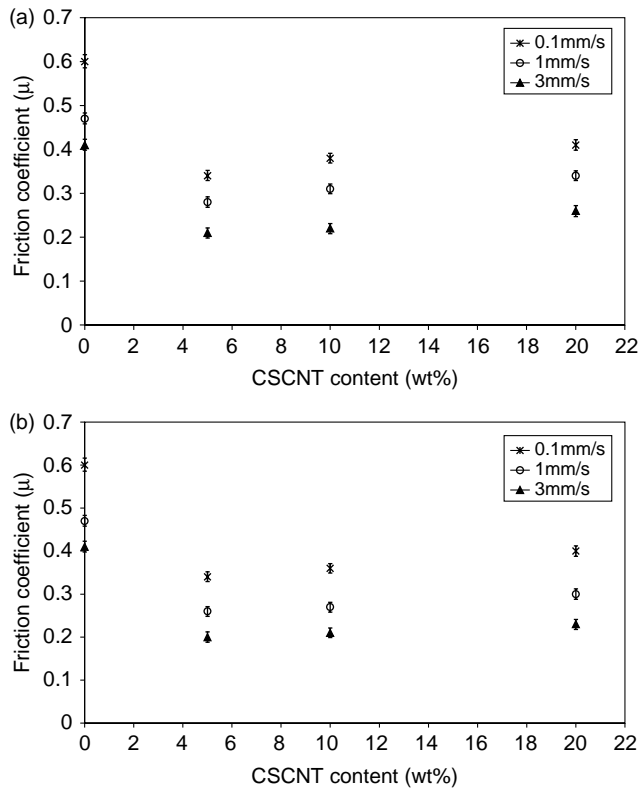 (a)
0.7
0.6
0.5
0.4
0.3
0.2
0.1
0
Friction coefficient (μ)
0.1mm/s
1mm/s
3mm/s
0 2 4 6 8 10 12 14 16 18 20 22
CSCNT content (wt%)
(b)
0.7
0.6
0.5
0.4
0.3
0.2
0.1
0
Friction coefficient (μ)
0.1mm/s
1mm/s
3mm/s
0 2 4 6 8 10 12 14 16 18 20 22
CSCNT content (wt%)